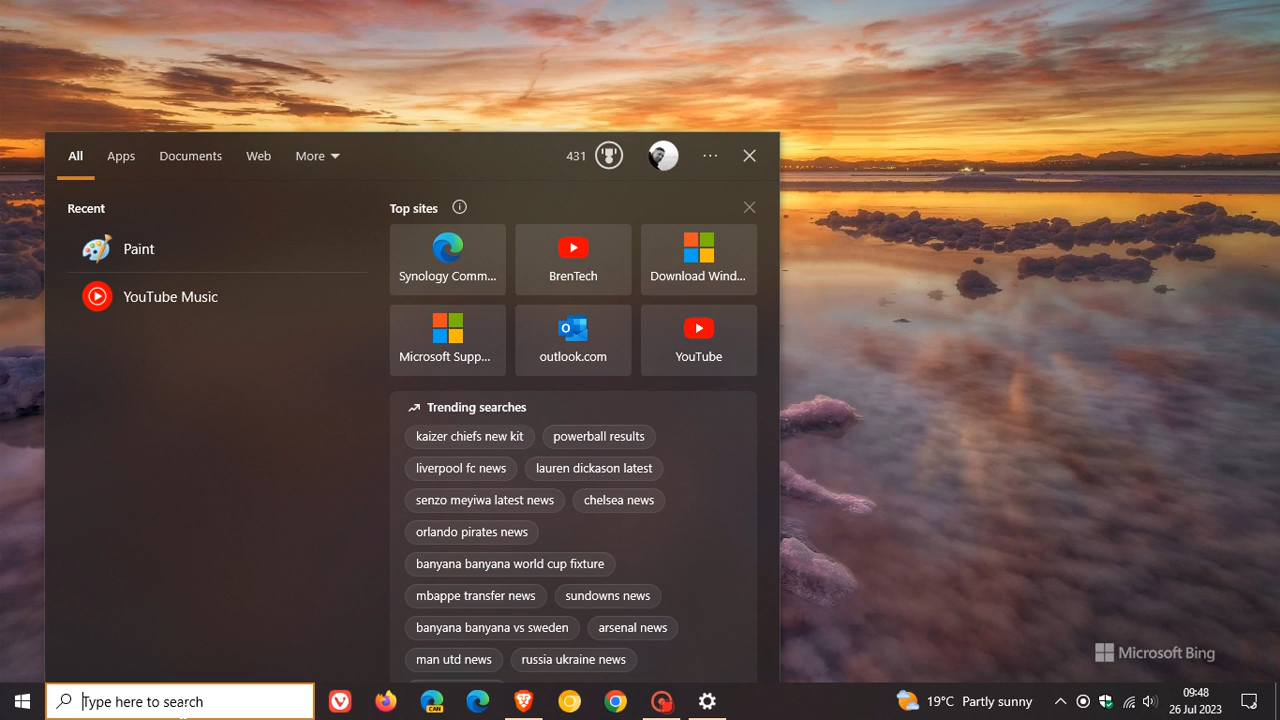 All Apps Documents Web More 431
Recent
Paint
YouTube Music
Top sites
Synology Comm... BrenTech Download Wind...
Microsoft Supp... outlook.com YouTube
Trending searches
kaizer chiefs new kit powerball results
liverpool fc news lauren dickason latest
senzo meyiwa latest news chelsea news
orlando pirates news
banyana banyana world cup fixture
mbappe transfer news sundowns news
banyana banyana vs sweden arsenal news
man utd news russia ukraine news
Microsoft Bing
Type here to search CAN 19°C Partly sunny 09:48
26 Jul 2023